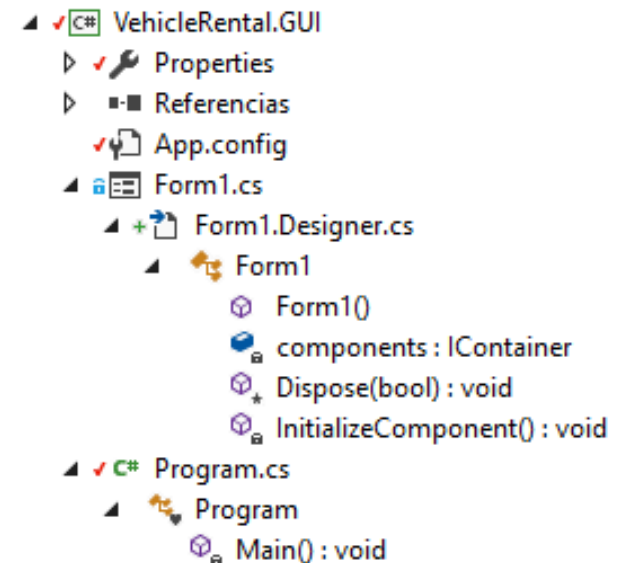 C# VehicleRental.GUI
Properties
Referencias
App.config
Form1.cs
+ Form1.Designer.cs
Form1
Form1()
components : IContainer
Dispose(bool) : void
InitializeComponent() : void
C# Program.cs
Program
Main() : void